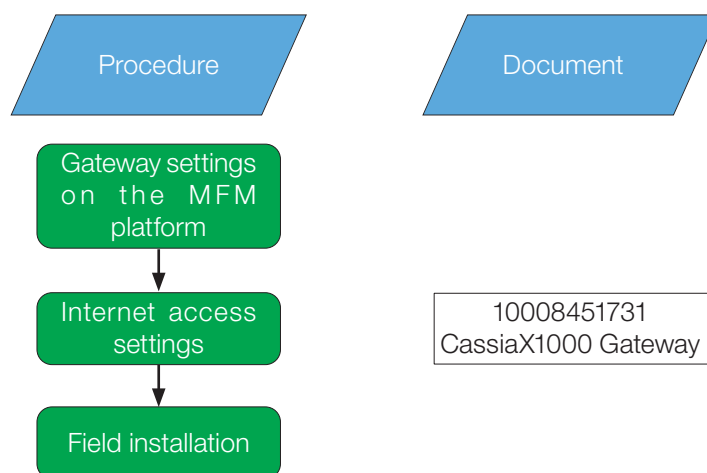 Procedure
Document
Gateway settings
on the MFM
platform
Internet access
settings
10008451731
CassiaX1000 Gateway
Field installation